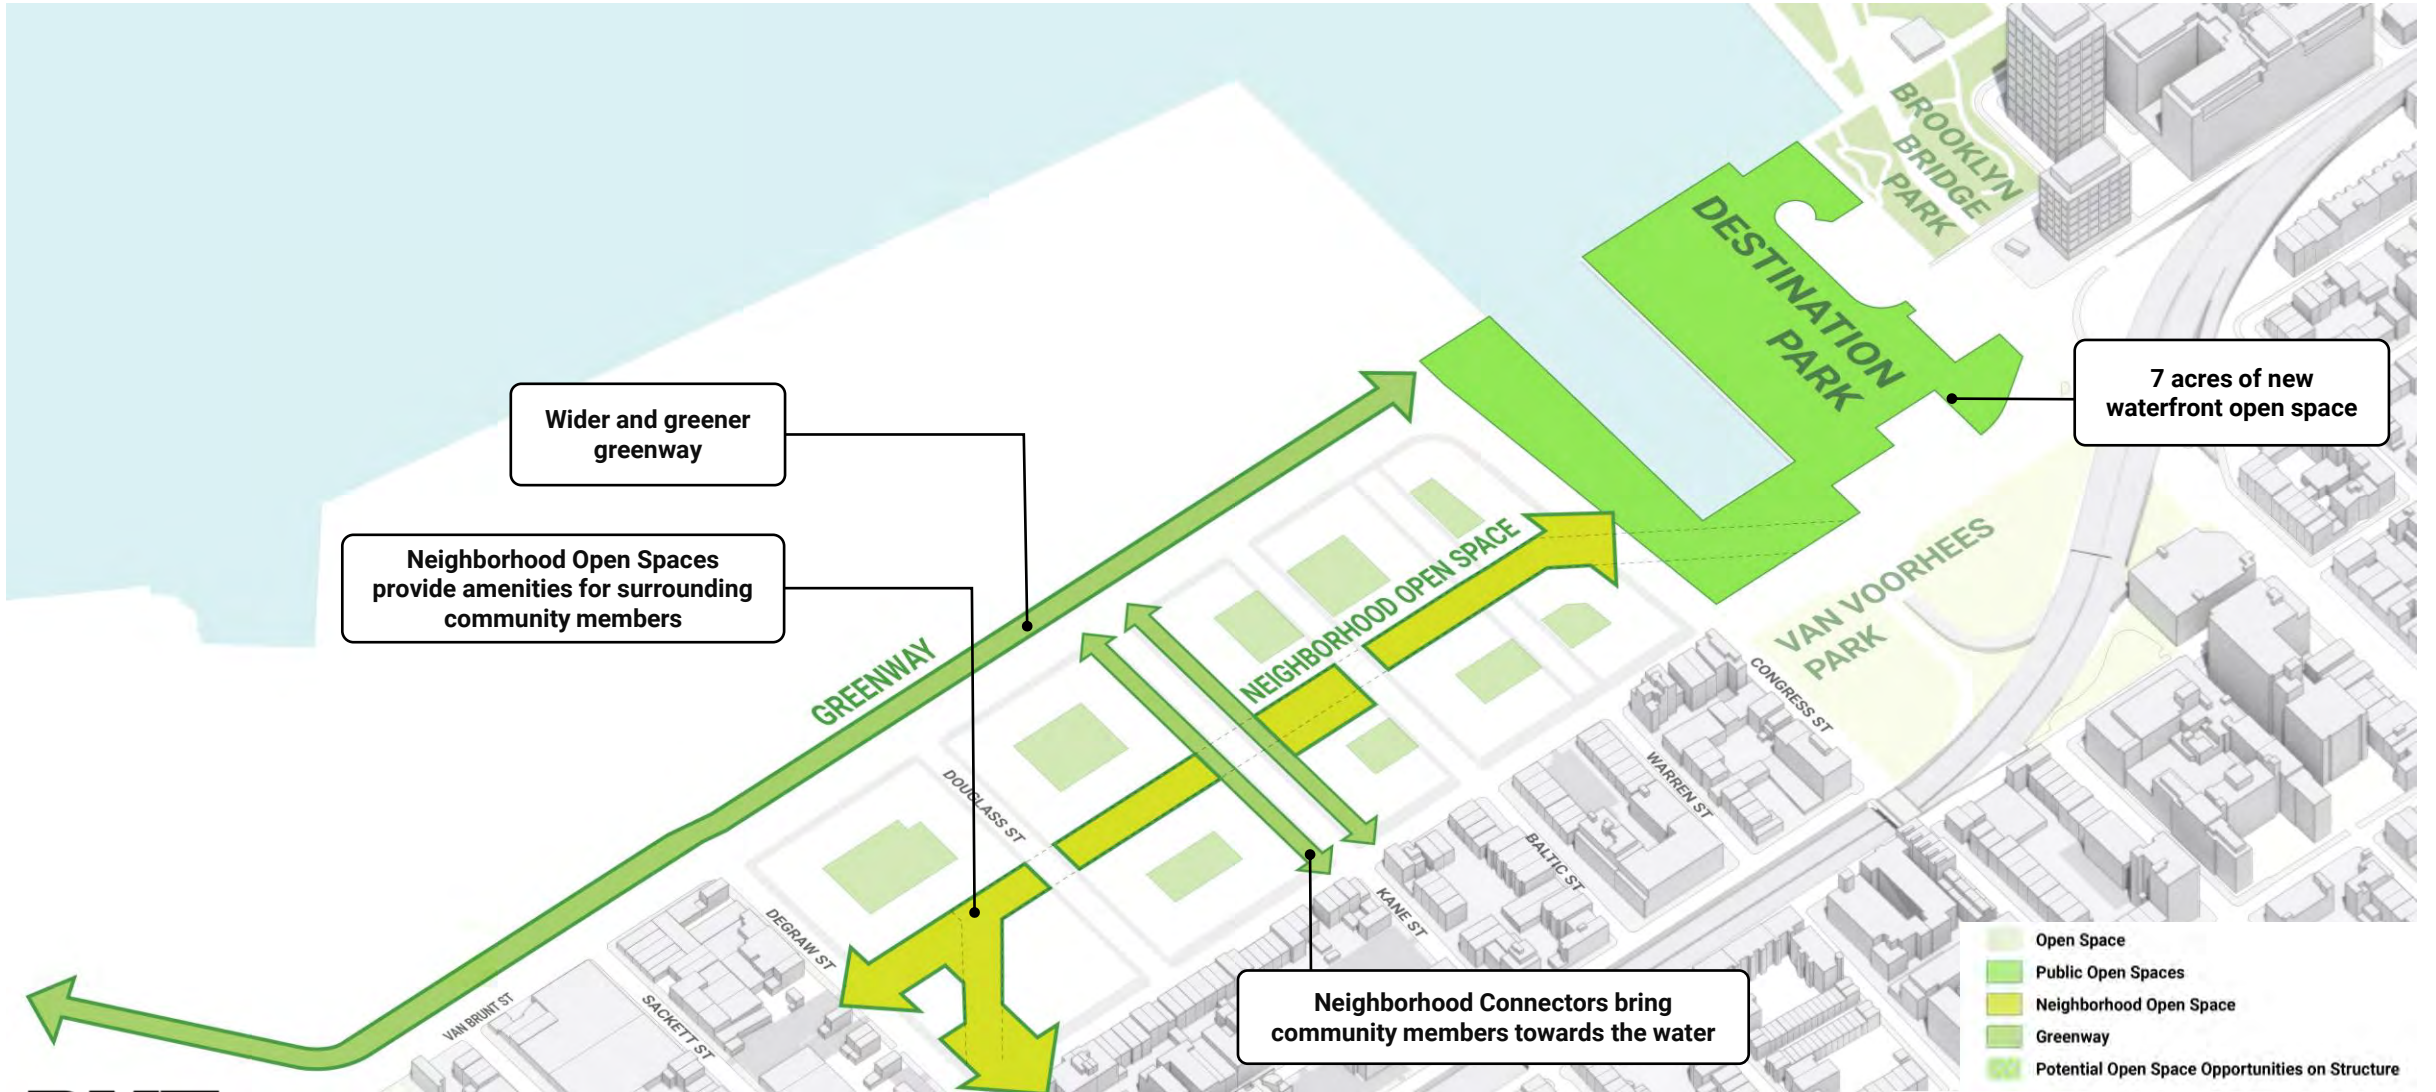 BROOKLYN
BRIDGE
PARK
DESTINATION
PARK
7 acres of new
waterfront open space
Wider and greener
greenway
Neighborhood Open Spaces
provide amenities for surrounding
community members
NEIGHBORHOOD OPEN SPACE
GREENWAY
VAN VOORHEES
PARK
CONGRESS ST
WARREN ST
BALTIC ST
KANE ST
DOUGLASS ST
DEGRAW ST
SACKETT ST
VAN BRUNT ST
Neighborhood Connectors bring
community members towards the water
Open Space
Public Open Spaces
Neighborhood Open Space
Greenway
Potential Open Space Opportunities on Structure